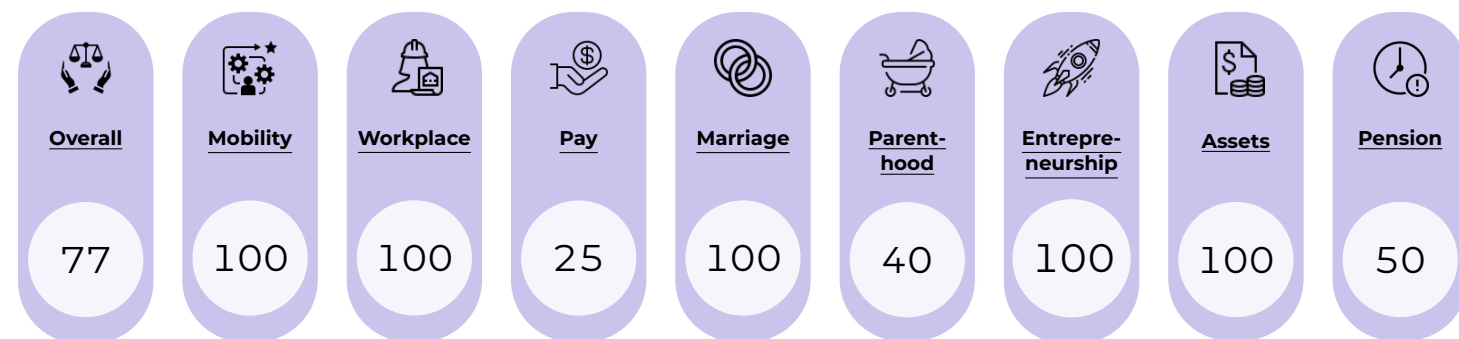 Overall
77
Mobility
100
Workplace
100
$
Pay
25
Marriage
100
Parent-
hood
40
Entrepre-
neurship
100
$
Assets
100
!
Pension
50